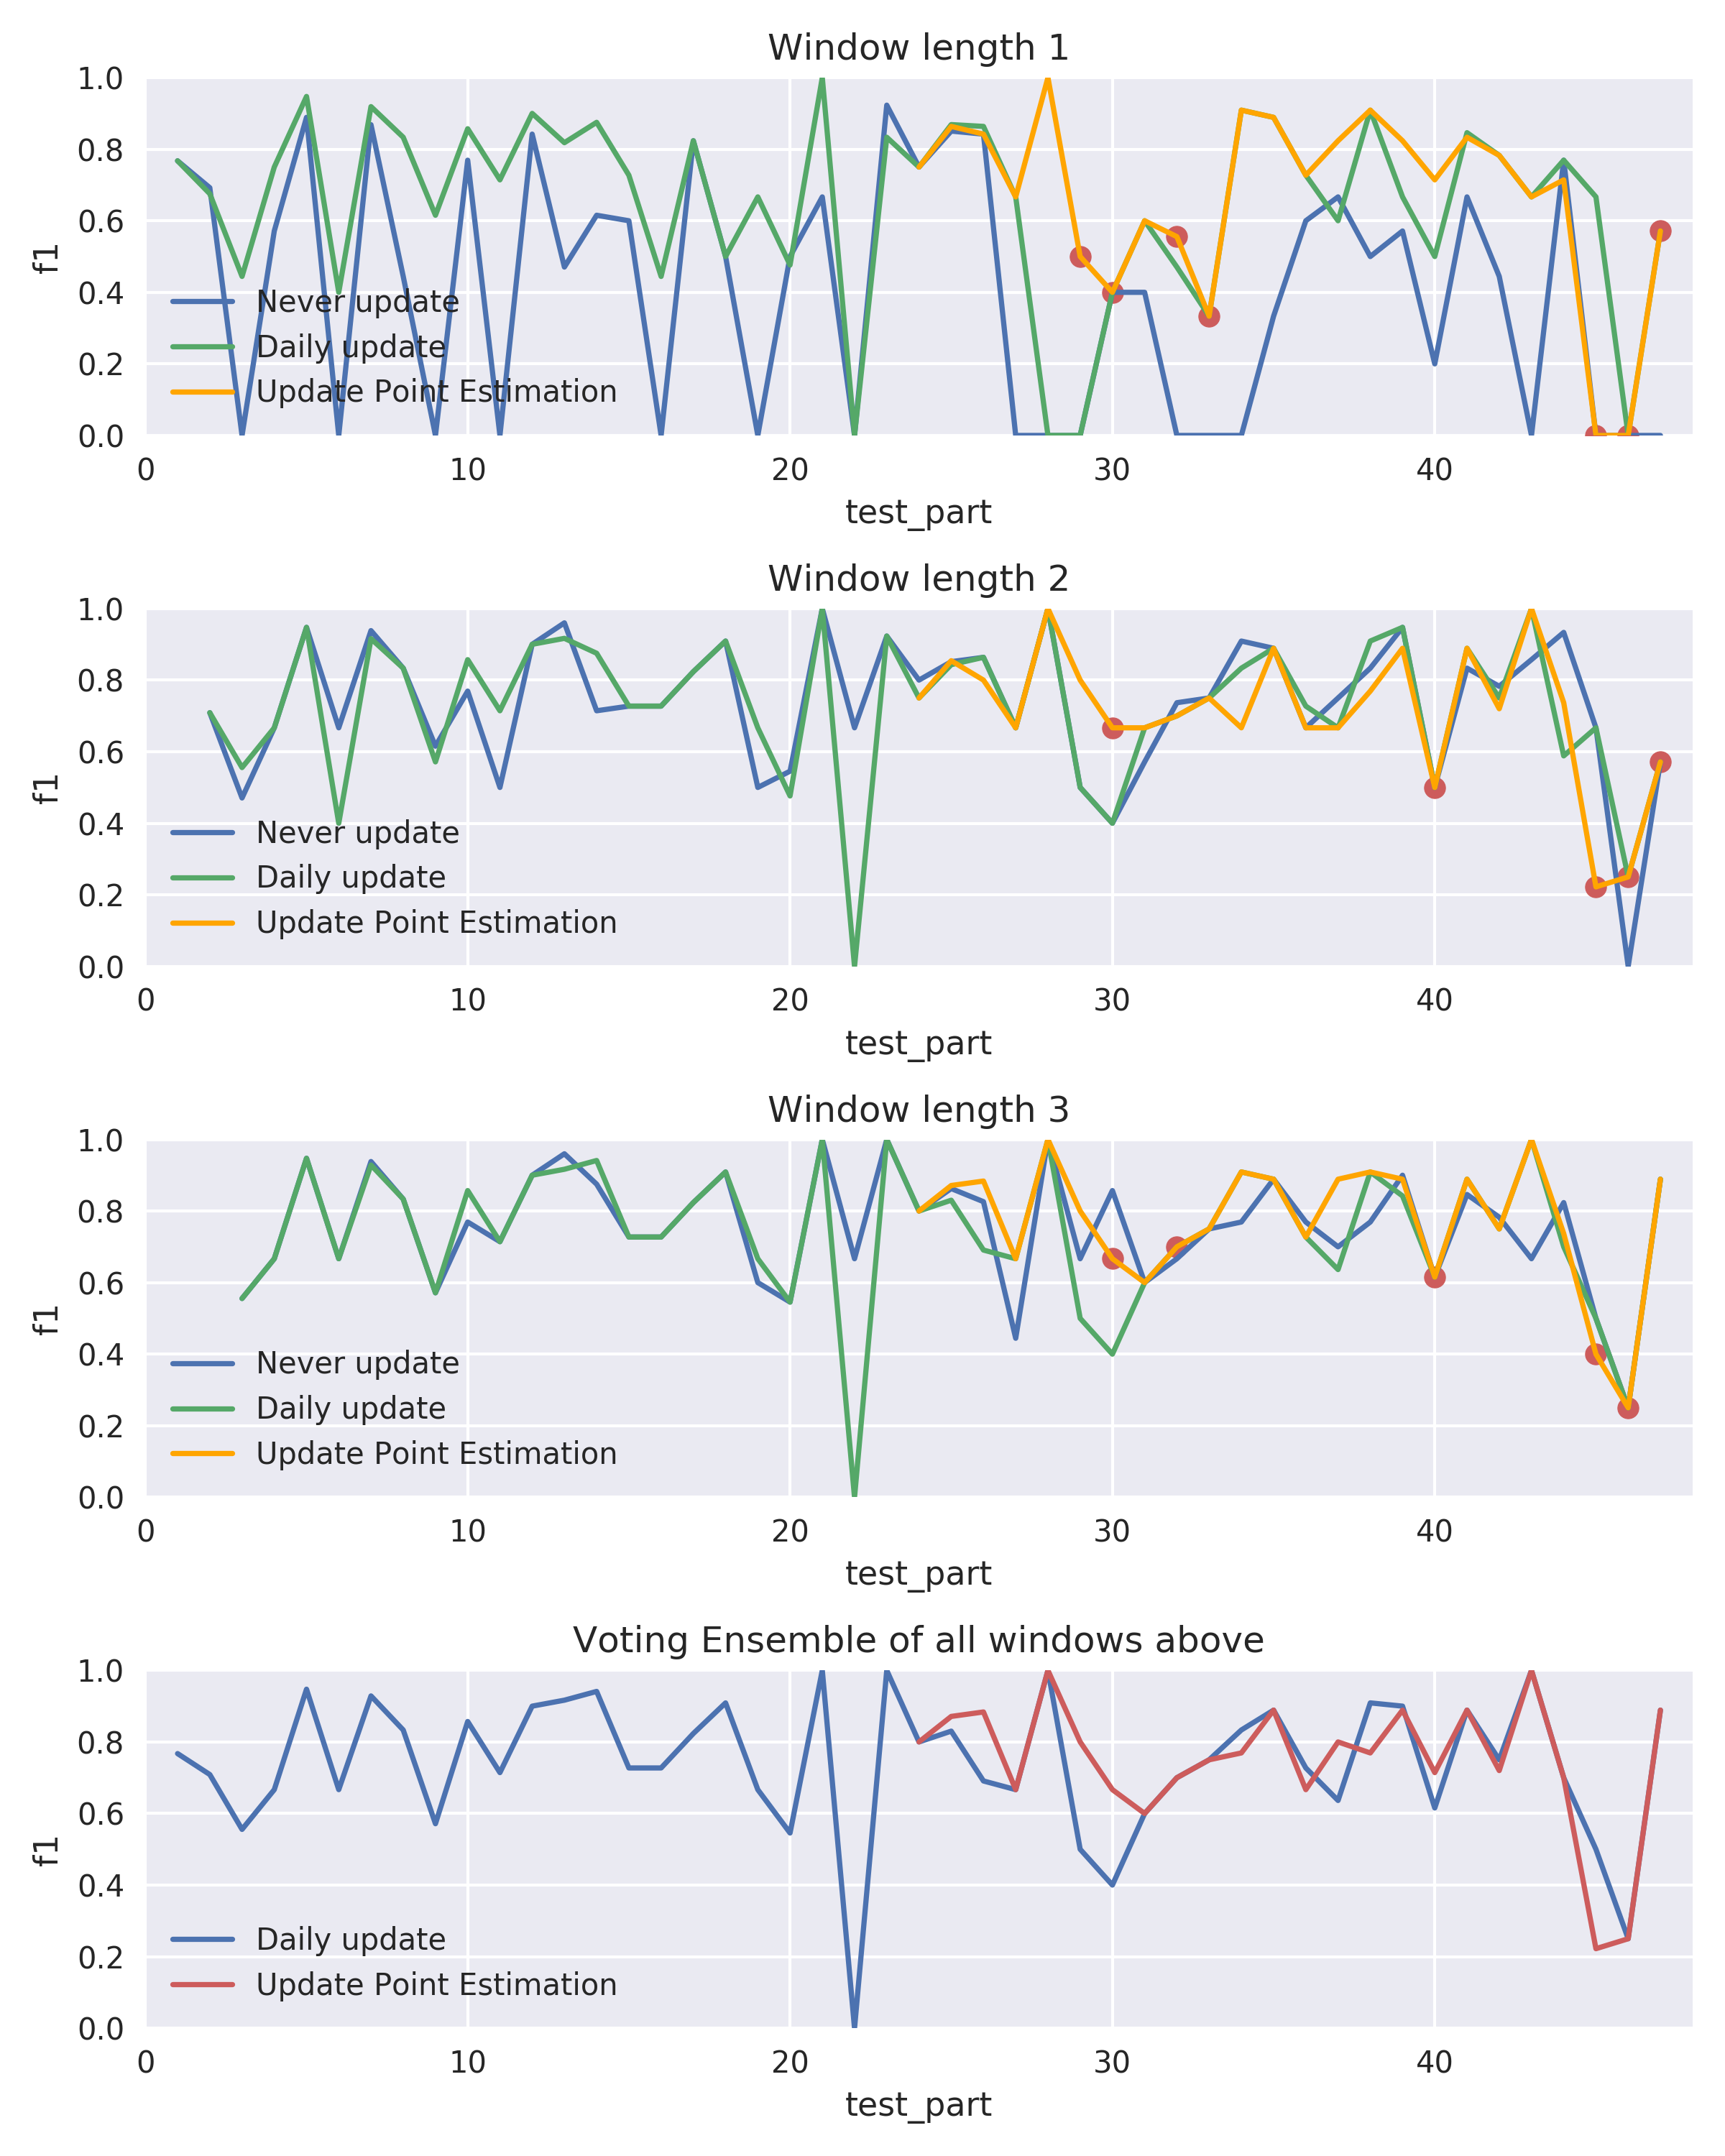 Window length 1
1.0
0.8
0.6
0.4
0.2
0.0
f1
Never update
Daily update
Update Point Estimation
0 10 20 30 40
test_part
Window length 2
1.0
0.8
0.6
0.4
0.2
0.0
f1
Never update
Daily update
Update Point Estimation
0 10 20 30 40
test_part
Window length 3
1.0
0.8
0.6
0.4
0.2
0.0
f1
Never update
Daily update
Update Point Estimation
0 10 20 30 40
test_part
Voting Ensemble of all windows above
1.0
0.8
0.6
0.4
0.2
0.0
f1
Daily update
Update Point Estimation
0 10 20 30 40
test_part